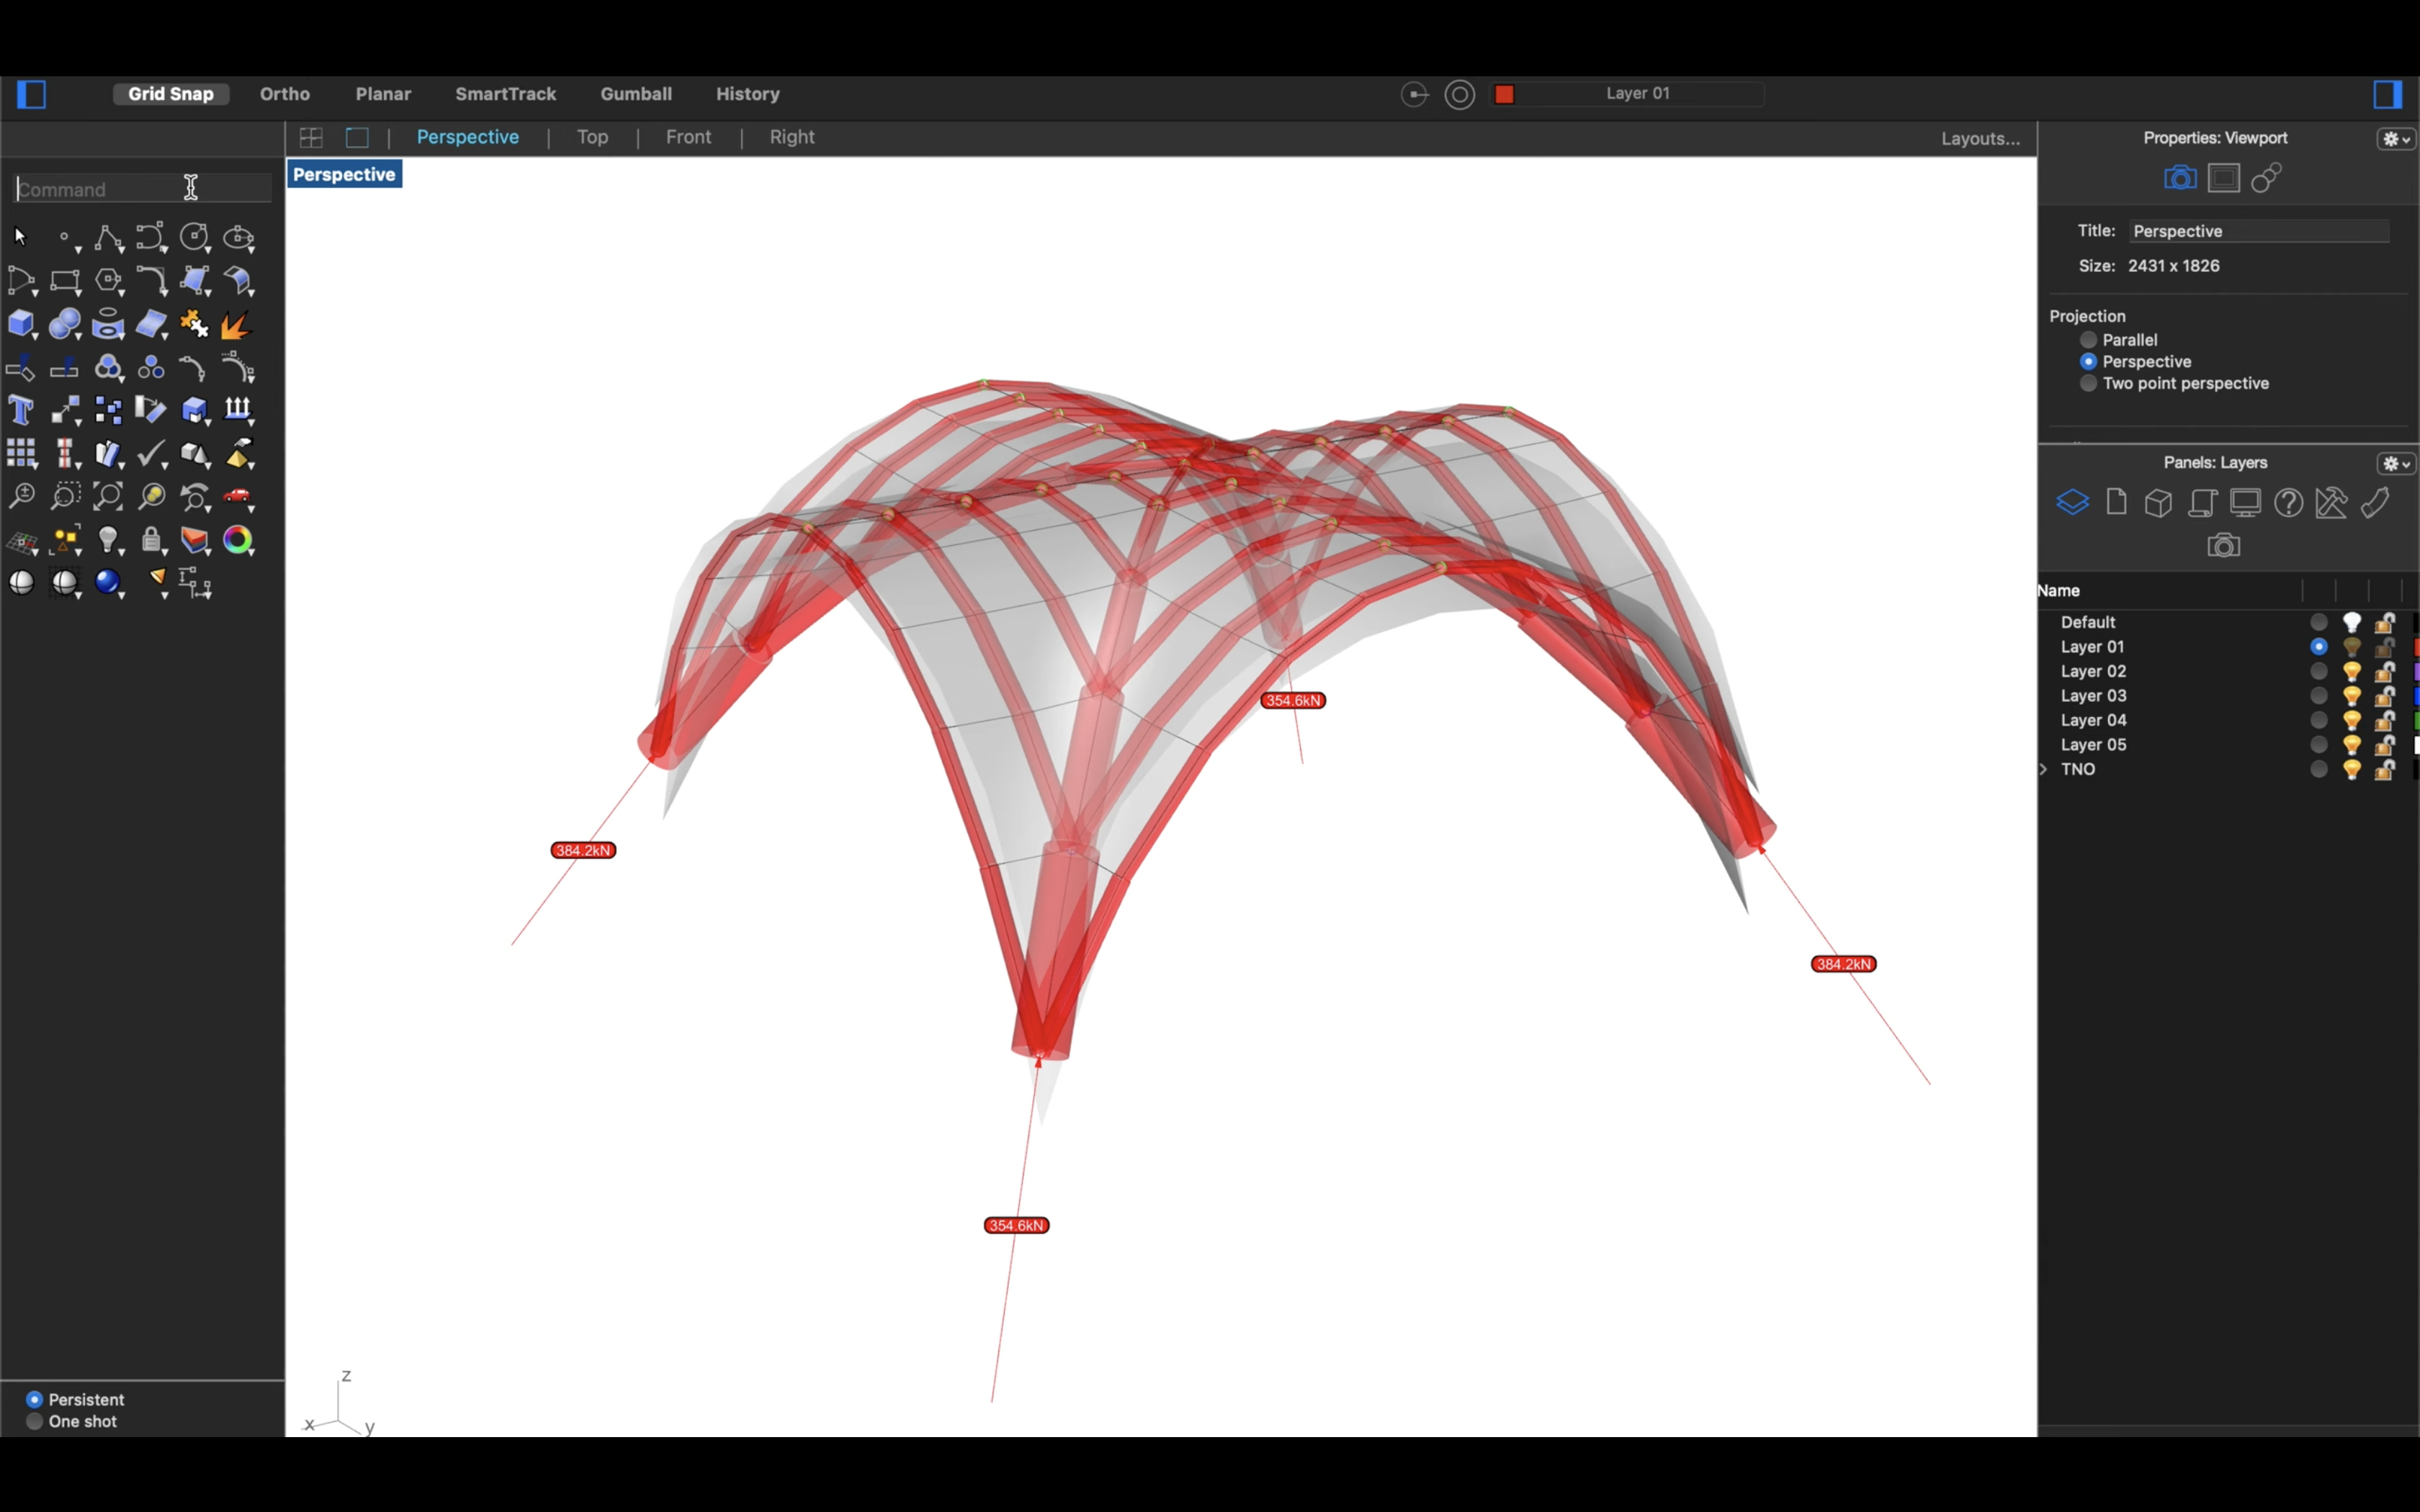 Grid Snap Ortho Planar SmartTrack Gumball History Layer 01
Perspective | Top | Front | Right Layouts...
Perspective
Command
Properties: Viewport
Title: Perspective
Size: 2431 x 1826
Projection
Parallel
Perspective
Two point perspective
Panels: Layers
Name
Default
Layer 01
Layer 02
Layer 03
Layer 04
Layer 05
TNO
354.6kN
384.2kN
384.2kN
354.6kN
z
x
y
Persistent
One shot